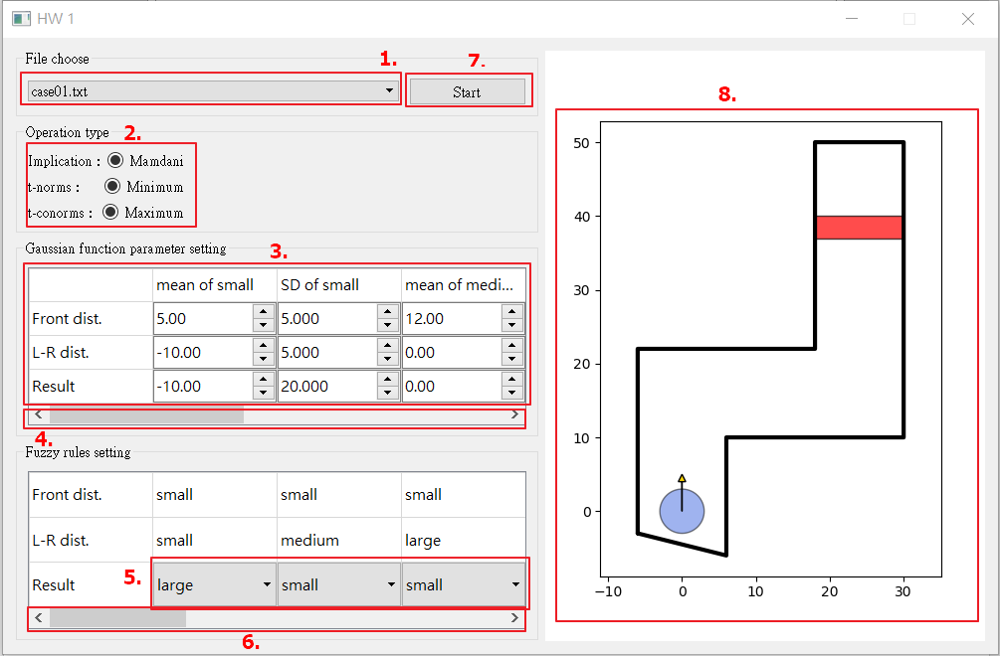 HW 1
File choose
1.
7.
case01.txt
Start
Operation type
2.
Implication : Mamdani
t-norms : Minimum
t-conorms : Maximum
Gaussian function parameter setting
3.
mean of small SD of small mean of medi...
Front dist. 5.00 5.000 12.00
L-R dist. -10.00 5.000 0.00
Result -10.00 20.000 0.00
4.
Fuzzy rules setting
Front dist. small small small
L-R dist. small medium large
5.
Result large small small
6.
8.
50
40
30
20
10
0
-10 0 10 20 30